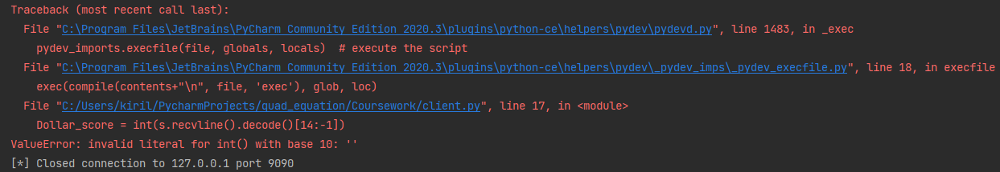 Traceback (most recent call last):
File "C:\Program Files\JetBrains\PyCharm Community Edition 2020.3\plugins\python-ce\helpers\pydev\pydevd.py", line 1483, in _exec
pydev_imports.execfile(file, globals, locals)  # execute the script
File "C:\Program Files\JetBrains\PyCharm Community Edition 2020.3\plugins\python-ce\helpers\pydev\_pydev_imps\_pydev_execfile.py", line 18, in execfile
exec(compile(contents+"\n", file, 'exec'), glob, loc)
File "C:/Users/kiril/PycharmProjects/quad_equation/Coursework/client.py", line 17, in <module>
Dollar_score = int(s.recvline().decode()[14:-1])
ValueError: invalid literal for int() with base 10: ''
[*] Closed connection to 127.0.0.1 port 9090